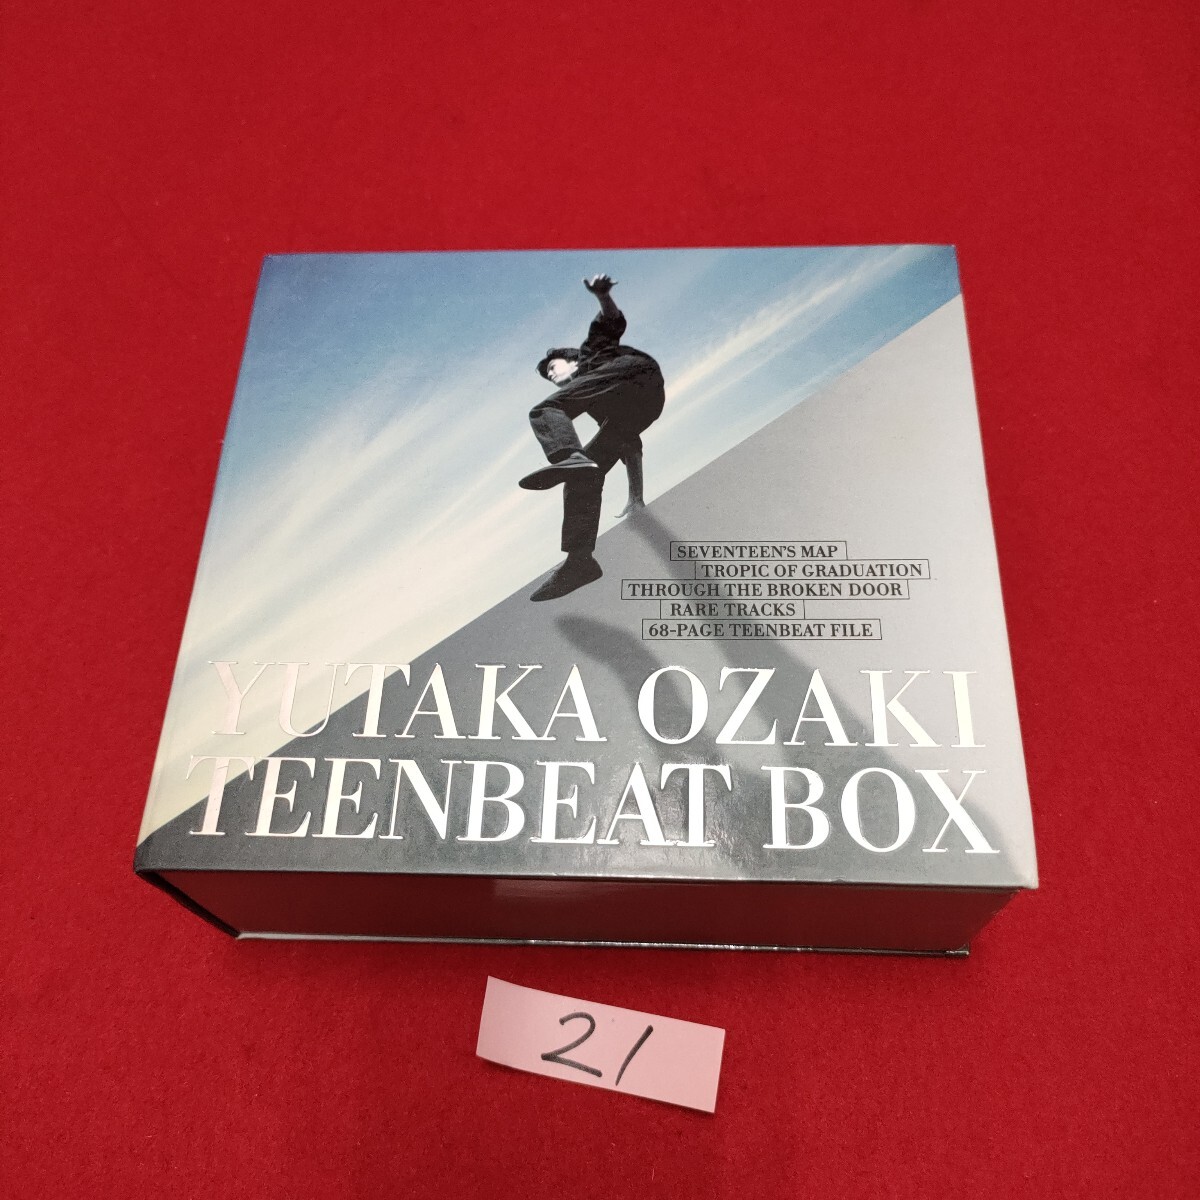 SEVENTEEN'S MAP
TROPIC OF GRADUATION
THROUGH THE BROKEN DOOR
RARE TRACKS
68-PAGE TEENBEAT FILE
YUTAKA OZAKI
TEENBEAT BOX
21